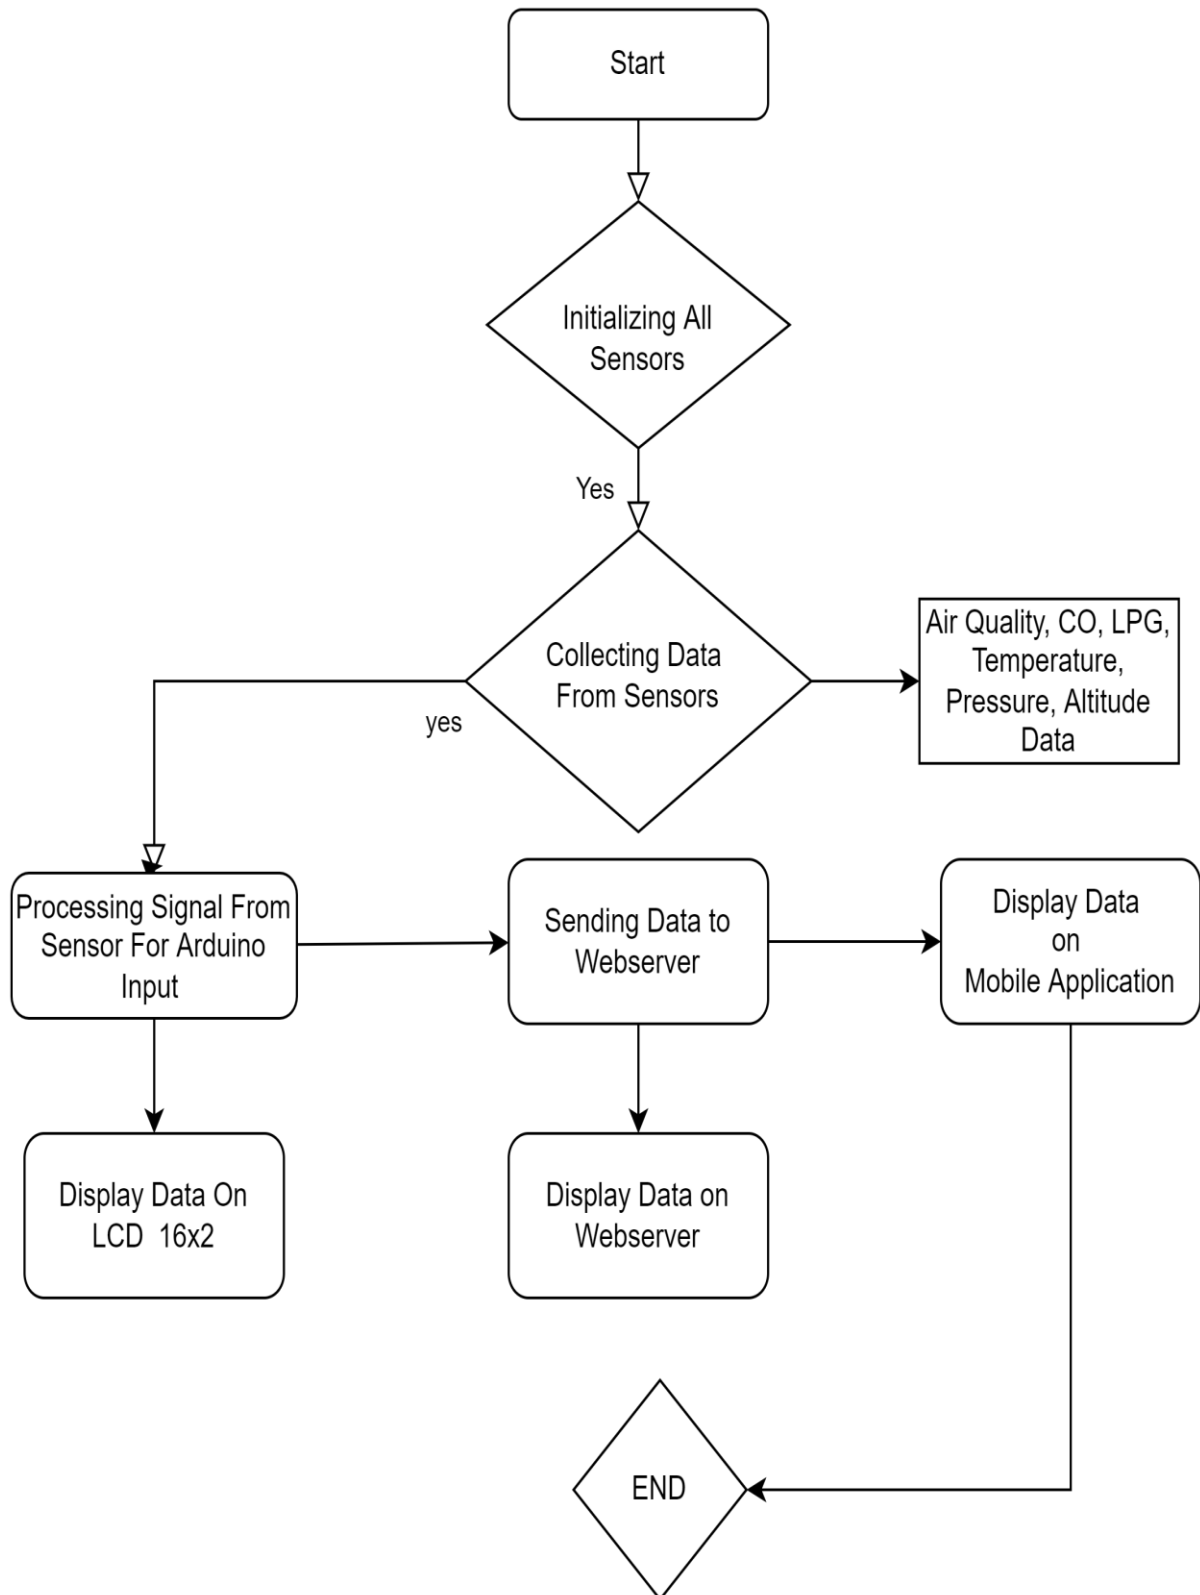 Start
Initializing All
Sensors
Yes
Collecting Data
From Sensors
Air Quality, CO, LPG,
Temperature,
Pressure, Altitude
Data
yes
Processing Signal From
Sensor For Arduino
Input
Sending Data to
Webserver
Display Data
on
Mobile Application
Display Data On
LCD  16x2
Display Data on
Webserver
END